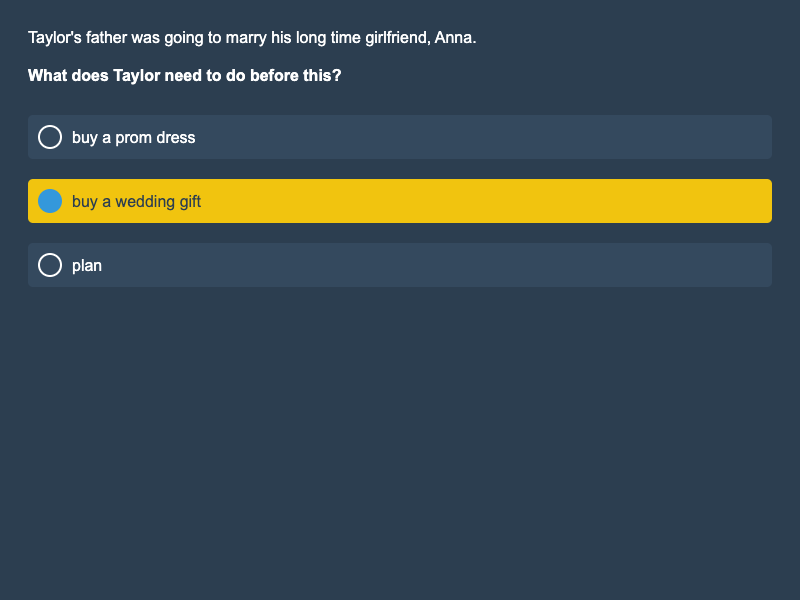 Taylor's father was going to marry his long time girlfriend, Anna.
What does Taylor need to do before this?
buy a prom dress
buy a wedding gift
plan